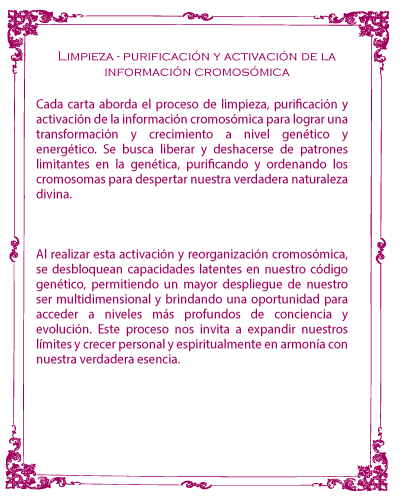 Limpieza - purificación y activación de la
información cromosómica
Cada carta aborda el proceso de limpieza, purificación y
activación de la información cromosómica para lograr una
transformación y crecimiento a nivel genético y
energético. Se busca liberar y deshacerse de patrones
limitantes en la genética, purificando y ordenando los
cromosomas para despertar nuestra verdadera naturaleza
divina.
Al realizar esta activación y reorganización cromosómica,
se desbloquean capacidades latentes en nuestro código
genético, permitiendo un mayor despliegue de nuestro
ser multidimensional y brindando una oportunidad para
acceder a niveles más profundos de conciencia y
evolución. Este proceso nos invita a expandir nuestros
límites y crecer personal y espiritualmente en armonía con
nuestra verdadera esencia.